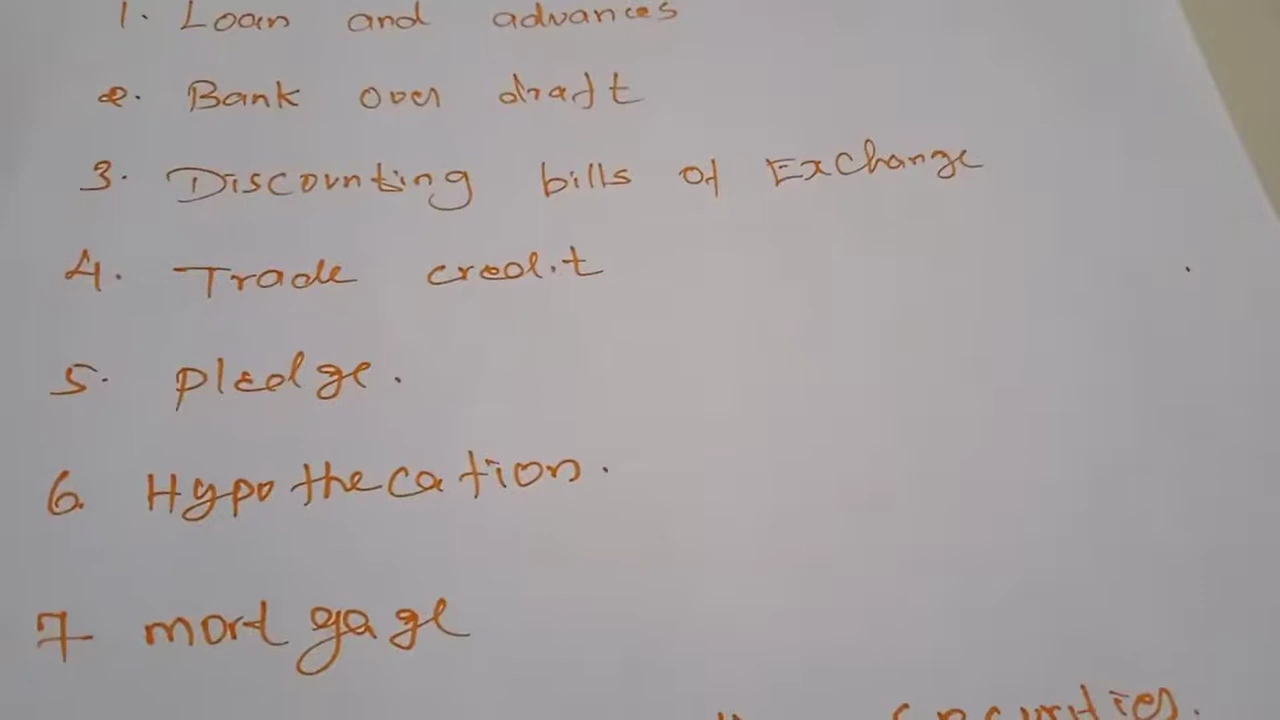 1. Loan and advances
2. Bank over draft
3. Discounting bills of Exchange
4. Trade credit
5. pledge.
6. Hypothecation.
7 mortgage
securities.